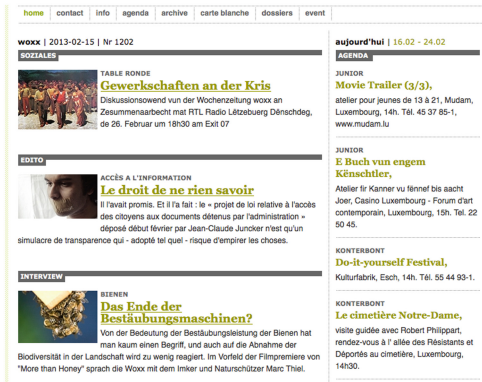 home contact info agenda archive carte blanche dossiers event
woxx | 2013-02-15 | Nr 1202
SOZIALES
TABLE RONDE
Gewerkschaften an der Kris
Diskussiounsowend vun der Wochenzeitung woxx an
Zesummenaarbecht mat RTL Radio Lëtzebuerg Dënschdeg,
de 26. Februar um 18h30 am Exit 07
EDITO
ACCÈS A L'INFORMATION
Le droit de ne rien savoir
Il l'avait promis. Et il l'a fait : le « projet de loi relative à l'accès
des citoyens aux documents détenus par l'administration »
déposé début février par Jean-Claude Juncker n'est qu'un
simulacre de transparence qui - adopté tel quel - risque d'empirer les choses.
INTERVIEW
BIENEN
Das Ende der
Bestäubungsmaschinen?
Von der Bedeutung der Bestäubungsleistung der Bienen hat
man kaum einen Begriff, und auch auf die Abnahme der
Biodiversität in der Landschaft wird zu wenig reagiert. Im Vorfeld der Filmpremiere von
"More than Honey" sprach die Woxx mit dem Imker und Naturschützer Marc Thiel.
aujourd'hui | 16.02 - 24.02
AGENDA
JUNIOR
Movie Trailer (3/3),
atelier pour jeunes de 13 à 21, Mudam,
Luxembourg, 14h. Tél. 45 37 85-1,
www.mudam.lu
JUNIOR
E Buch vun engem
Kënschtler,
Atelier fir Kanner vu fënnef bis aacht
Joer, Casino Luxembourg - Forum d'art
contemporain, Luxembourg, 15h. Tel. 22
50 45.
KONTERBONT
Do-it-yourself Festival,
Kulturfabrik, Esch, 14h. Tél. 55 44 93-1.
KONTERBONT
Le cimetière Notre-Dame,
visite guidée avec Robert Philippart,
rendez-vous à l' allée des Résistants et
Déportés au cimetière, Luxembourg,
14h30.